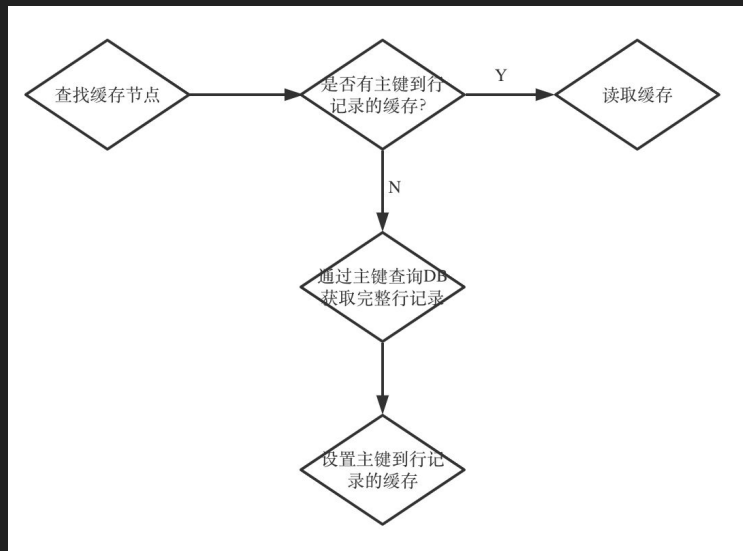 查找缓存节点
是否有主键到行
记录的缓存?
Y
读取缓存
N
通过主键查询DB
获取完整行记录
设置主键到行记
录的缓存